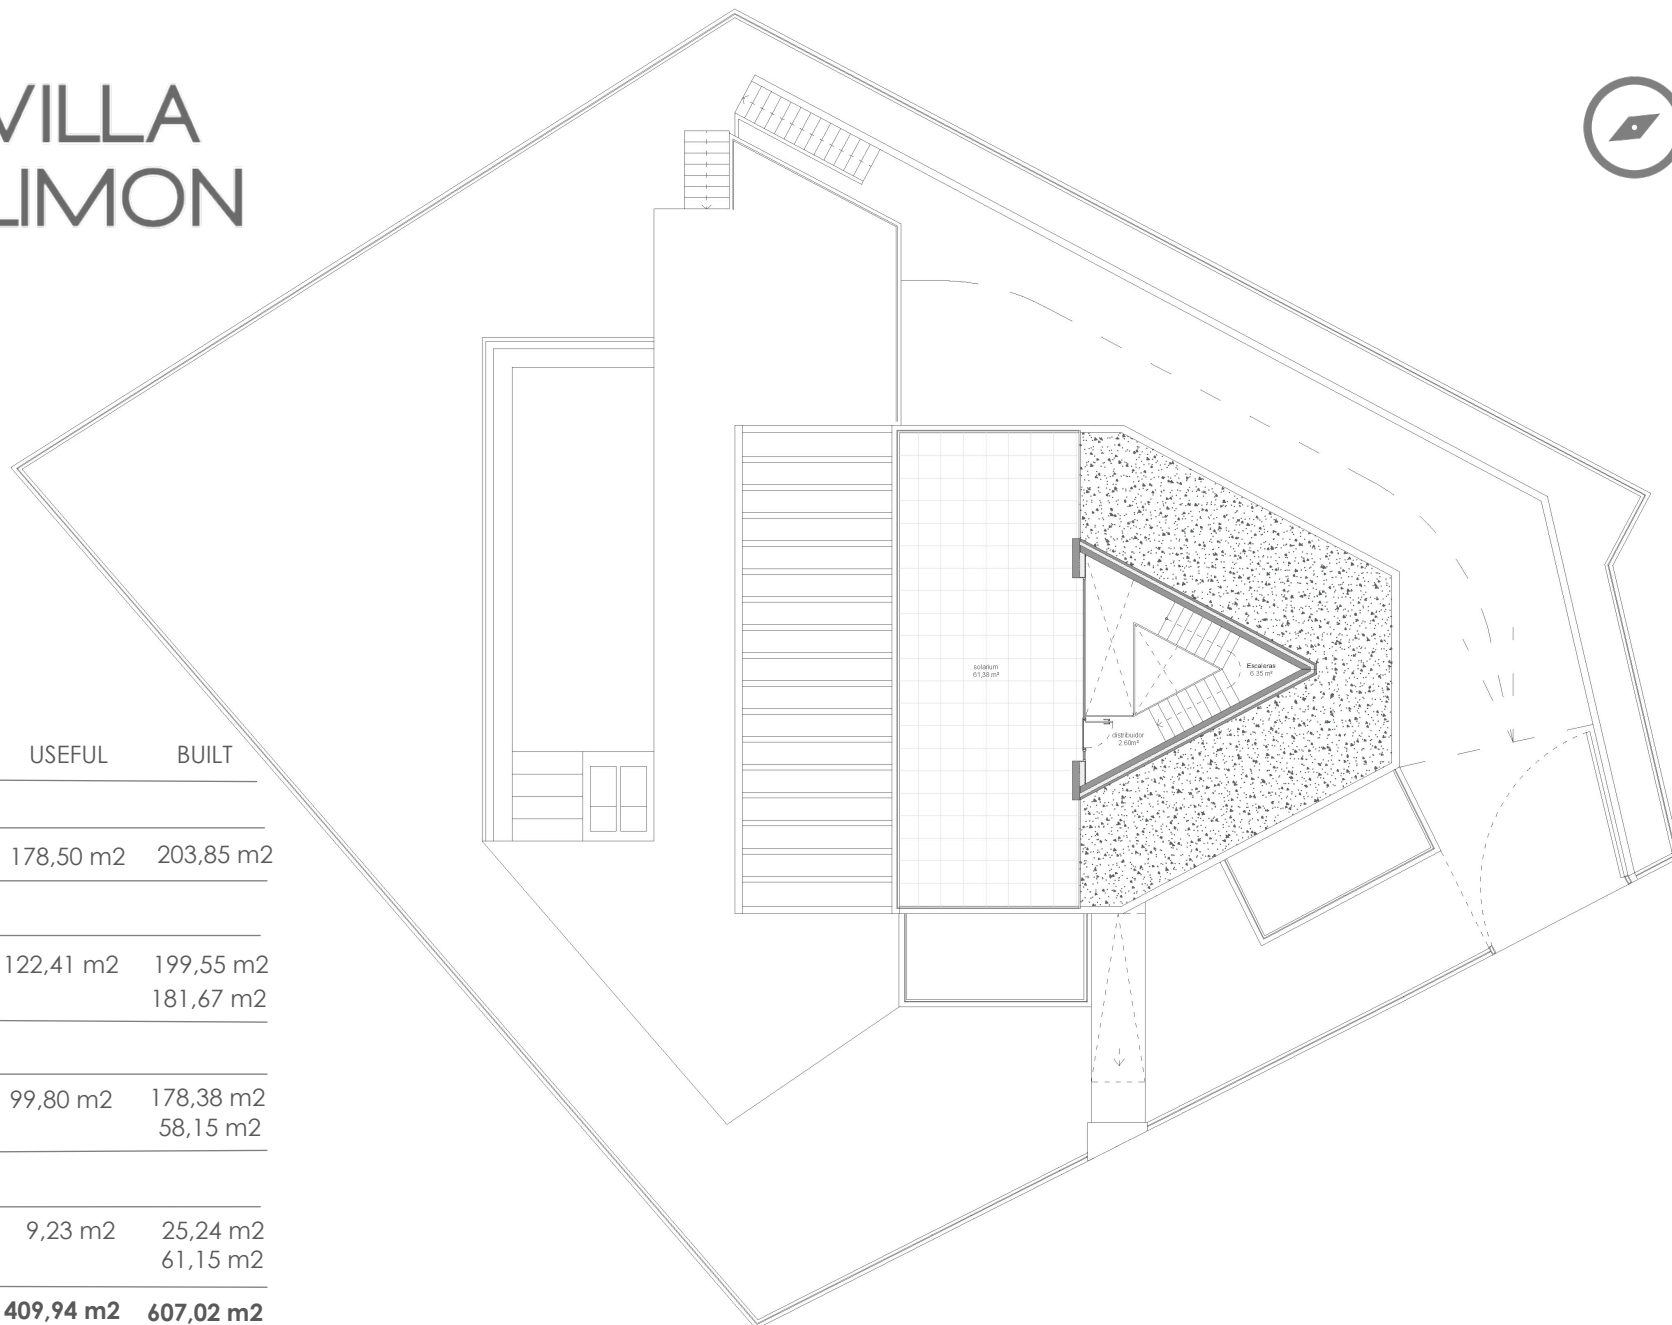 VILLA
LIMON
USEFUL BUILT
178,50 m2 203,85 m2
122,41 m2 199,55 m2
181,67 m2
99,80 m2 178,38 m2
58,15 m2
9,23 m2 25,24 m2
61,15 m2
409,94 m2 607,02 m2
solarium
61,38 m²
Escaleras
6.35 m²
distribuidor
2.60m²